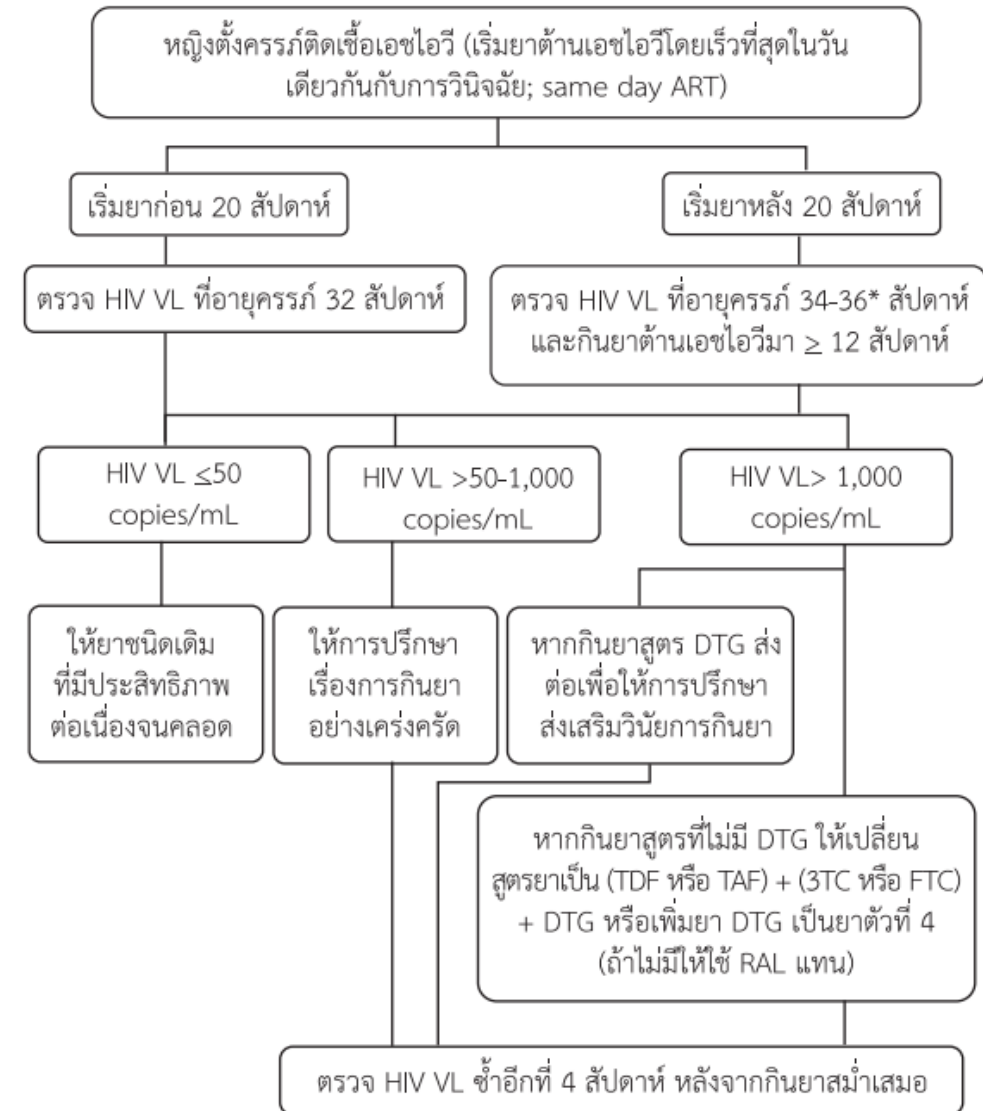 หญิงตั้งครรภ์ติดเชื้อเอชไอวี (เริ่มยาต้านเอชไอวีโดยเร็วที่สุดในวัน
เดียวกันกับการวินิจฉัย; same day ART)
เริ่มยาก่อน 20 สัปดาห์
เริ่มยาหลัง 20 สัปดาห์
ตรวจ HIV VL ที่อายุครรภ์ 32 สัปดาห์
ตรวจ HIV VL ที่อายุครรภ์ 34-36* สัปดาห์
และกินยาต้านเอชไอวีมา ≥ 12 สัปดาห์
HIV VL ≤50
copies/mL
HIV VL >50-1,000
copies/mL
HIV VL> 1,000
copies/mL
ให้ยาชนิดเดิม
ที่มีประสิทธิภาพ
ต่อเนื่องจนคลอด
ให้การปรึกษา
เรื่องการกินยา
อย่างเคร่งครัด
หากกินยาสูตร DTG ส่ง
ต่อเพื่อให้การปรึกษา
ส่งเสริมวินัยการกินยา
หากกินยาสูตรที่ไม่มี DTG ให้เปลี่ยน
สูตรยาเป็น (TDF หรือ TAF) + (3TC หรือ FTC)
+ DTG หรือเพิ่มยา DTG เป็นยาตัวที่ 4
(ถ้าไม่มีให้ใช้ RAL แทน)
ตรวจ HIV VL ซ้ำอีกที่ 4 สัปดาห์ หลังจากกินยาสม่ำเสมอ